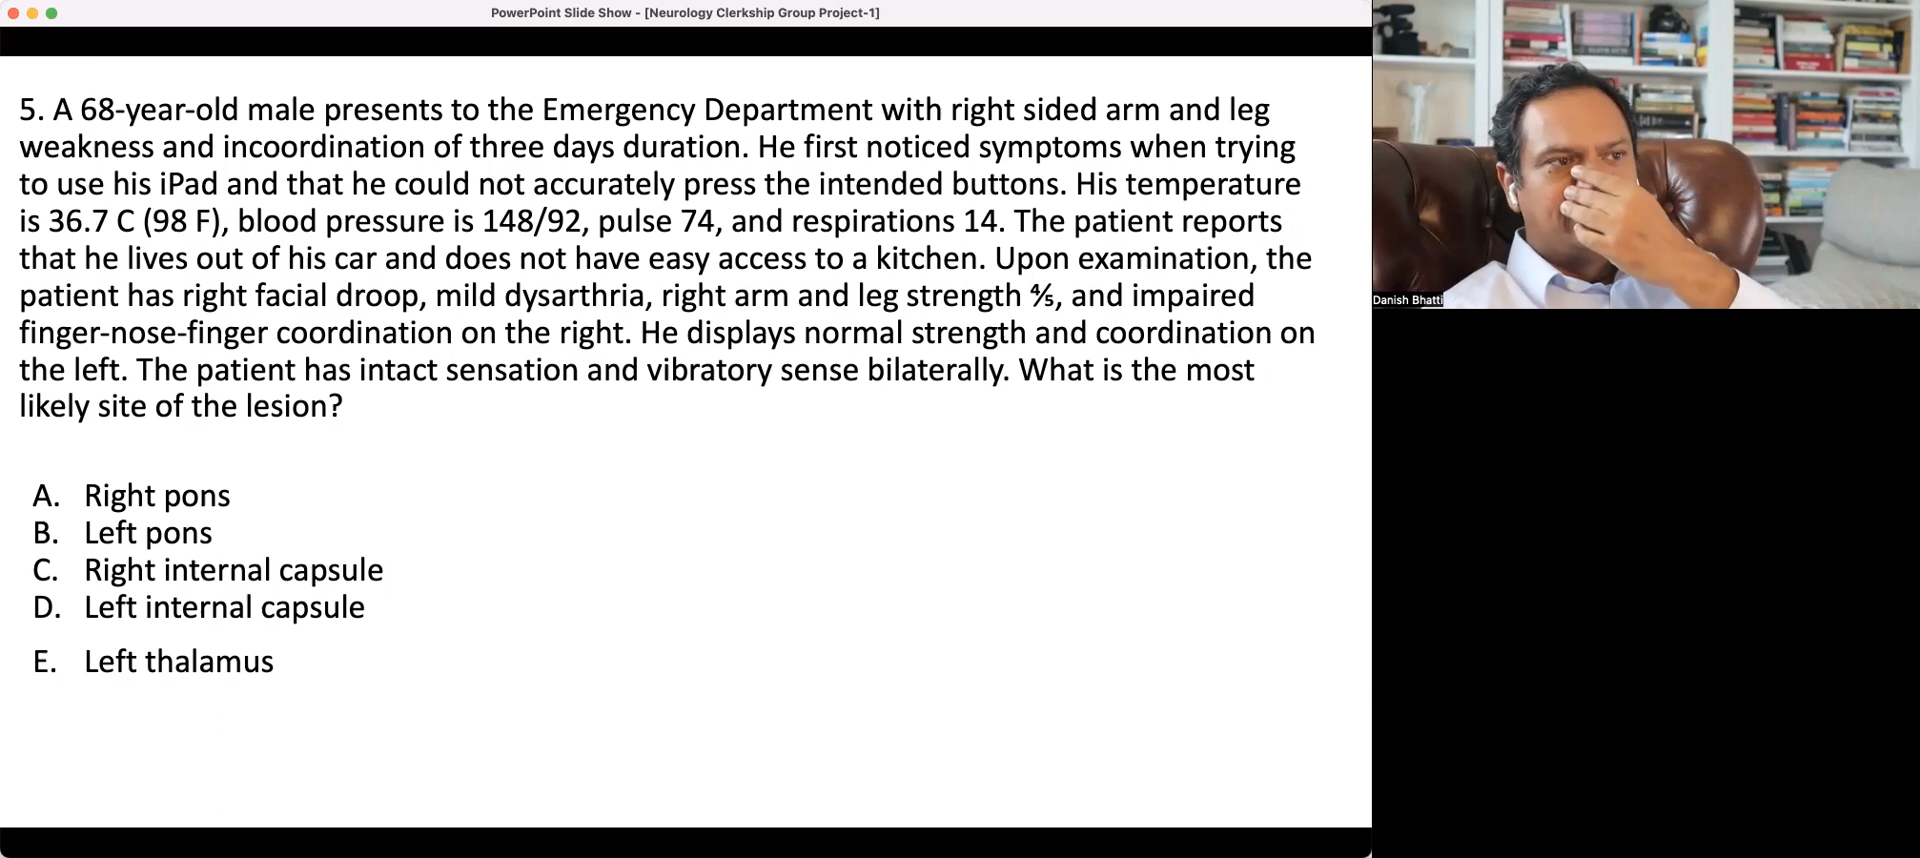 PowerPoint Slide Show - [Neurology Clerkship Group Project-1]
5. A 68-year-old male presents to the Emergency Department with right sided arm and leg
weakness and incoordination of three days duration. He first noticed symptoms when trying
to use his iPad and that he could not accurately press the intended buttons. His temperature
is 36.7 C (98 F), blood pressure is 148/92, pulse 74, and respirations 14. The patient reports
that he lives out of his car and does not have easy access to a kitchen. Upon examination, the
patient has right facial droop, mild dysarthria, right arm and leg strength ⅘, and impaired
finger-nose-finger coordination on the right. He displays normal strength and coordination on
the left. The patient has intact sensation and vibratory sense bilaterally. What is the most
likely site of the lesion?
A. Right pons
B. Left pons
C. Right internal capsule
D. Left internal capsule
E. Left thalamus
Danish Bhatti